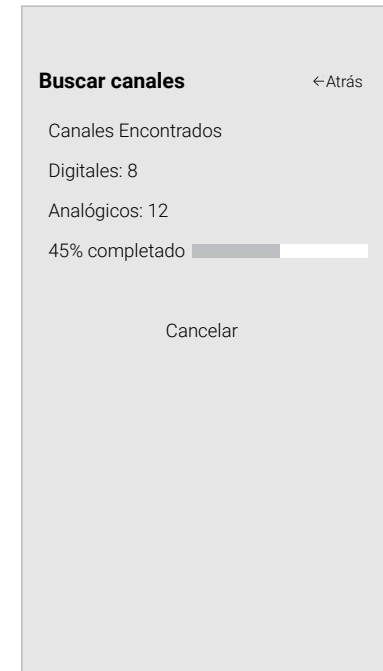 Buscar canales ←Atrás
Canales Encontrados
Digitales: 8
Analógicos: 12
45% completado
Cancelar